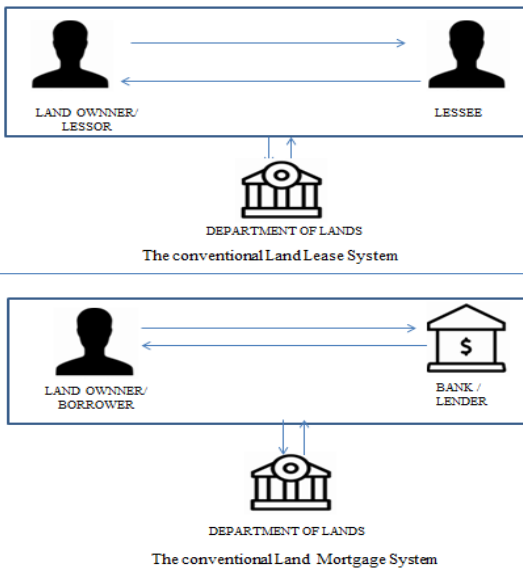 LAND OWNNER/
LESSOR
LESSEE
DEPARTMENT OF LANDS
The conventional Land Lease System
LAND OWNNER/
BORROWER
$
BANK /
LENDER
DEPARTMENT OF LANDS
The conventional Land Mortgage System